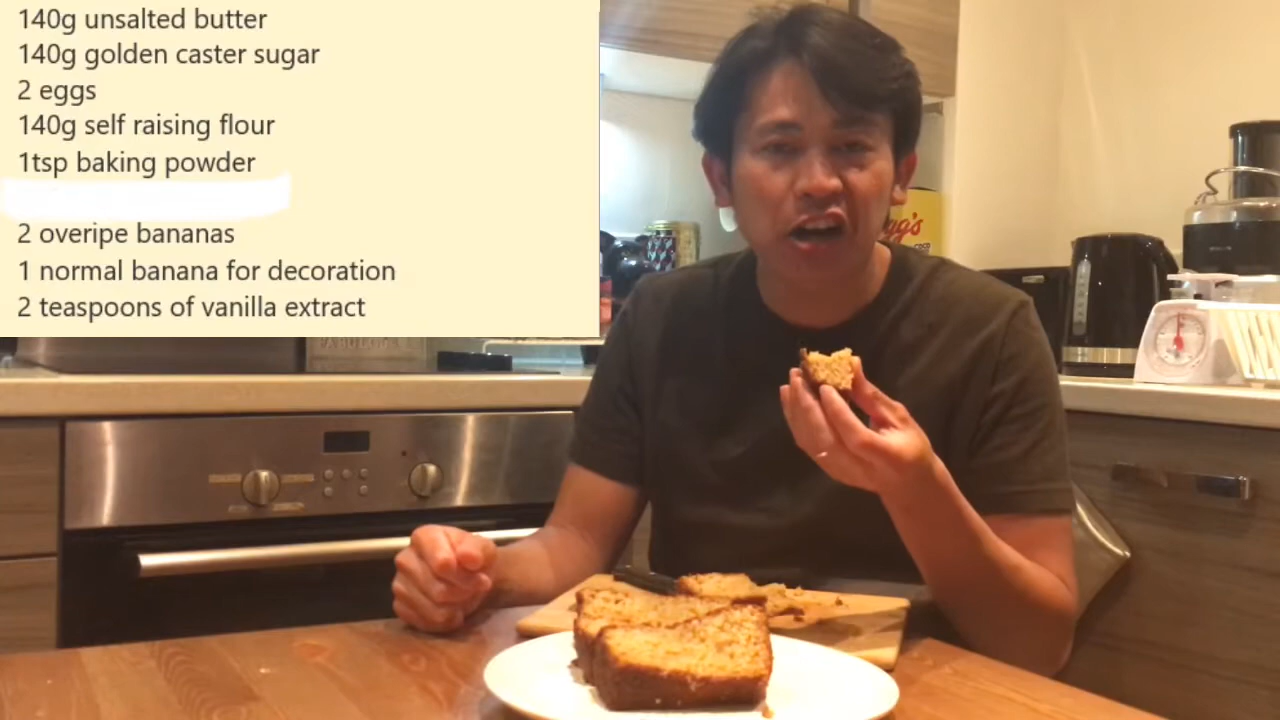 140g unsalted butter
140g golden caster sugar
2 eggs
140g self raising flour
1tsp baking powder
2 overipe bananas
1 normal banana for decoration
2 teaspoons of vanilla extract
FABULOUS